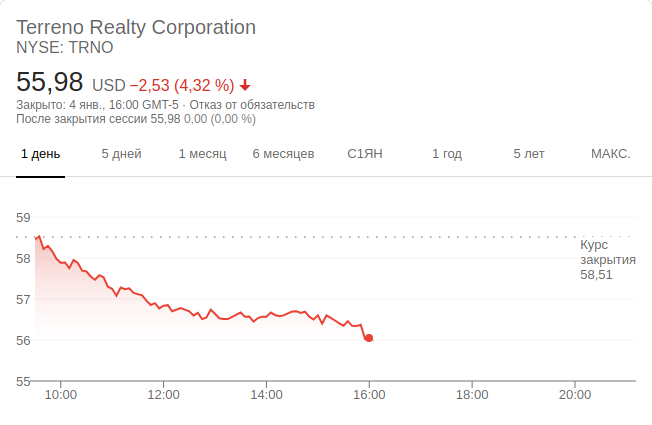 Terreno Realty Corporation
NYSE: TRNO
55,98 USD −2,53 (4,32 %)
Закрыто: 4 янв., 16:00 GMT-5 · Отказ от обязательств
После закрытия сессии 55,98 0,00 (0,00 %)
1 день 5 дней 1 месяц 6 месяцев С1ЯН 1 год 5 лет МАКС.
59
58
57
56
55
Курс
закрытия
58,51
10:00 12:00 14:00 16:00 18:00 20:00